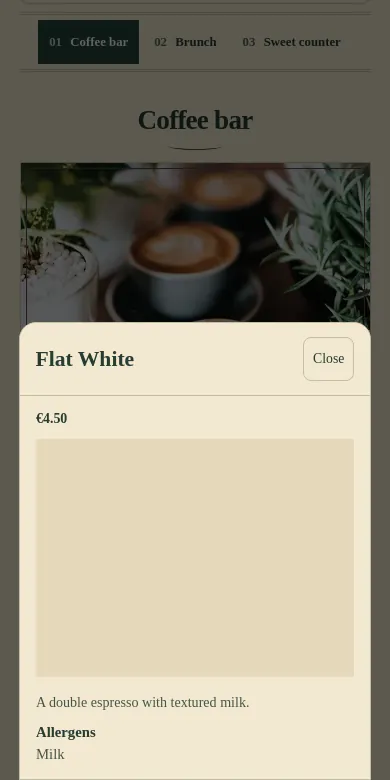 01 Coffee bar 02 Brunch 03 Sweet counter
Coffee bar
Flat White
Close
€4.50
A double espresso with textured milk.
Allergens
Milk